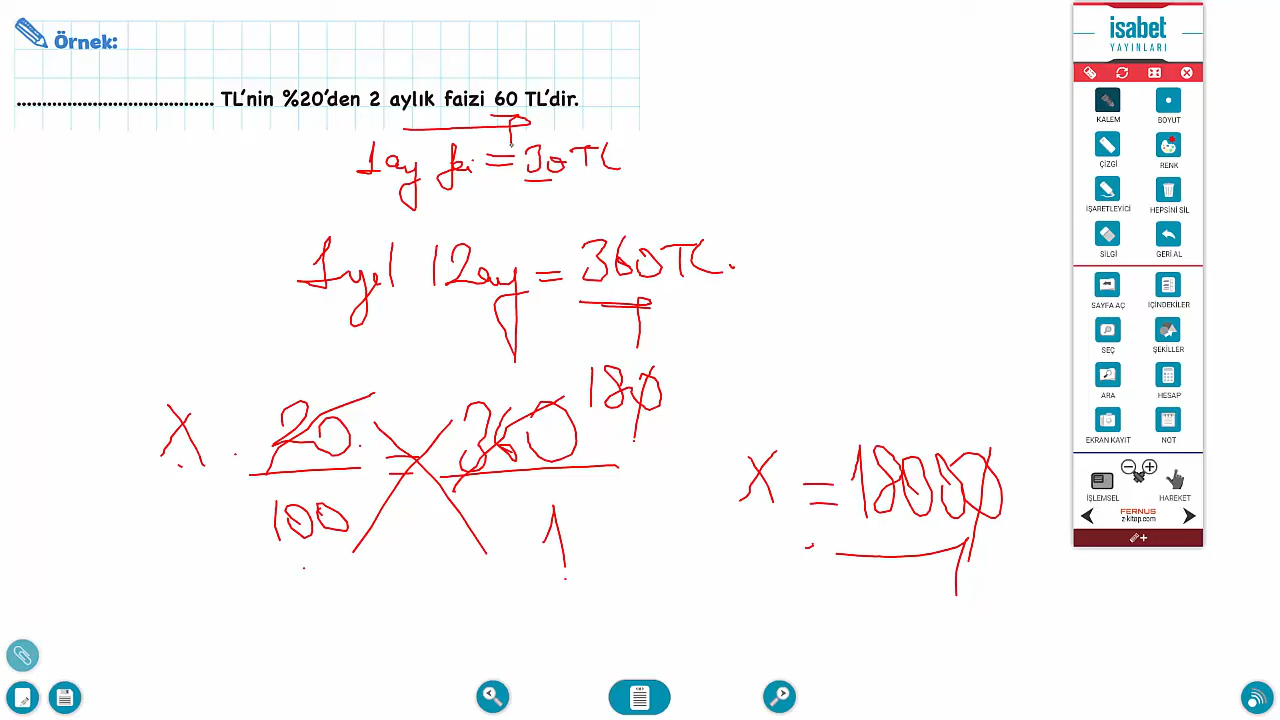 Örnek:
...................................... TL'nin %20'den 2 aylık faizi 60 TL'dir.
1 ay = 30 TL
1 yıl 12 ay = 360 TL.
180
X . 20 = 360
100 1
X = 18000
isabet
YAYINLARI
KALEM BOYUT
ÇİZGİ RENK
İŞARETLEYİCİ HEPSİNİ SİL
SİLGİ GERİ AL
SAYFA AÇ İÇİNDEKİLER
SEÇ ŞEKİLLER
ARA HESAP
EKRAN KAYIT NOT
İŞLEMSEL HAREKET
FERNUS
z-kitap.com